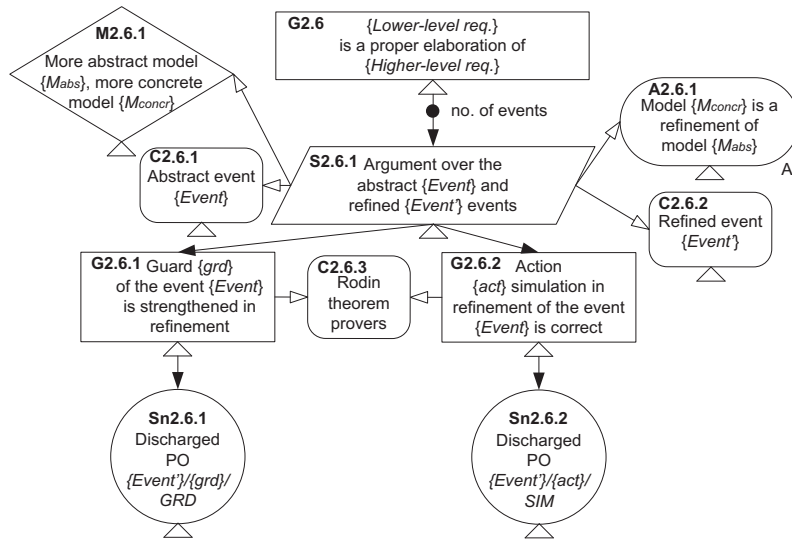 M2.6.1
More abstract model
{Mabs}, more concrete
model {Mconcr}
G2.6
{Lower-level req.}
is a proper elaboration of
{Higher-level req.}
no. of events
A2.6.1
Model {Mconcr} is a
refinement of
model {Mabs}
A
C2.6.1
Abstract event
{Event}
S2.6.1 Argument over the
abstract {Event} and
refined {Event'} events
C2.6.2
Refined event
{Event'}
G2.6.1 Guard {grd}
of the event {Event}
is strengthened in
refinement
C2.6.3
Rodin
theorem
provers
G2.6.2 Action
{act} simulation in
refinement of the event
{Event} is correct
Sn2.6.1
Discharged
PO
{Event'}/{grd}/
GRD
Sn2.6.2
Discharged
PO
{Event'}/{act}/
SIM